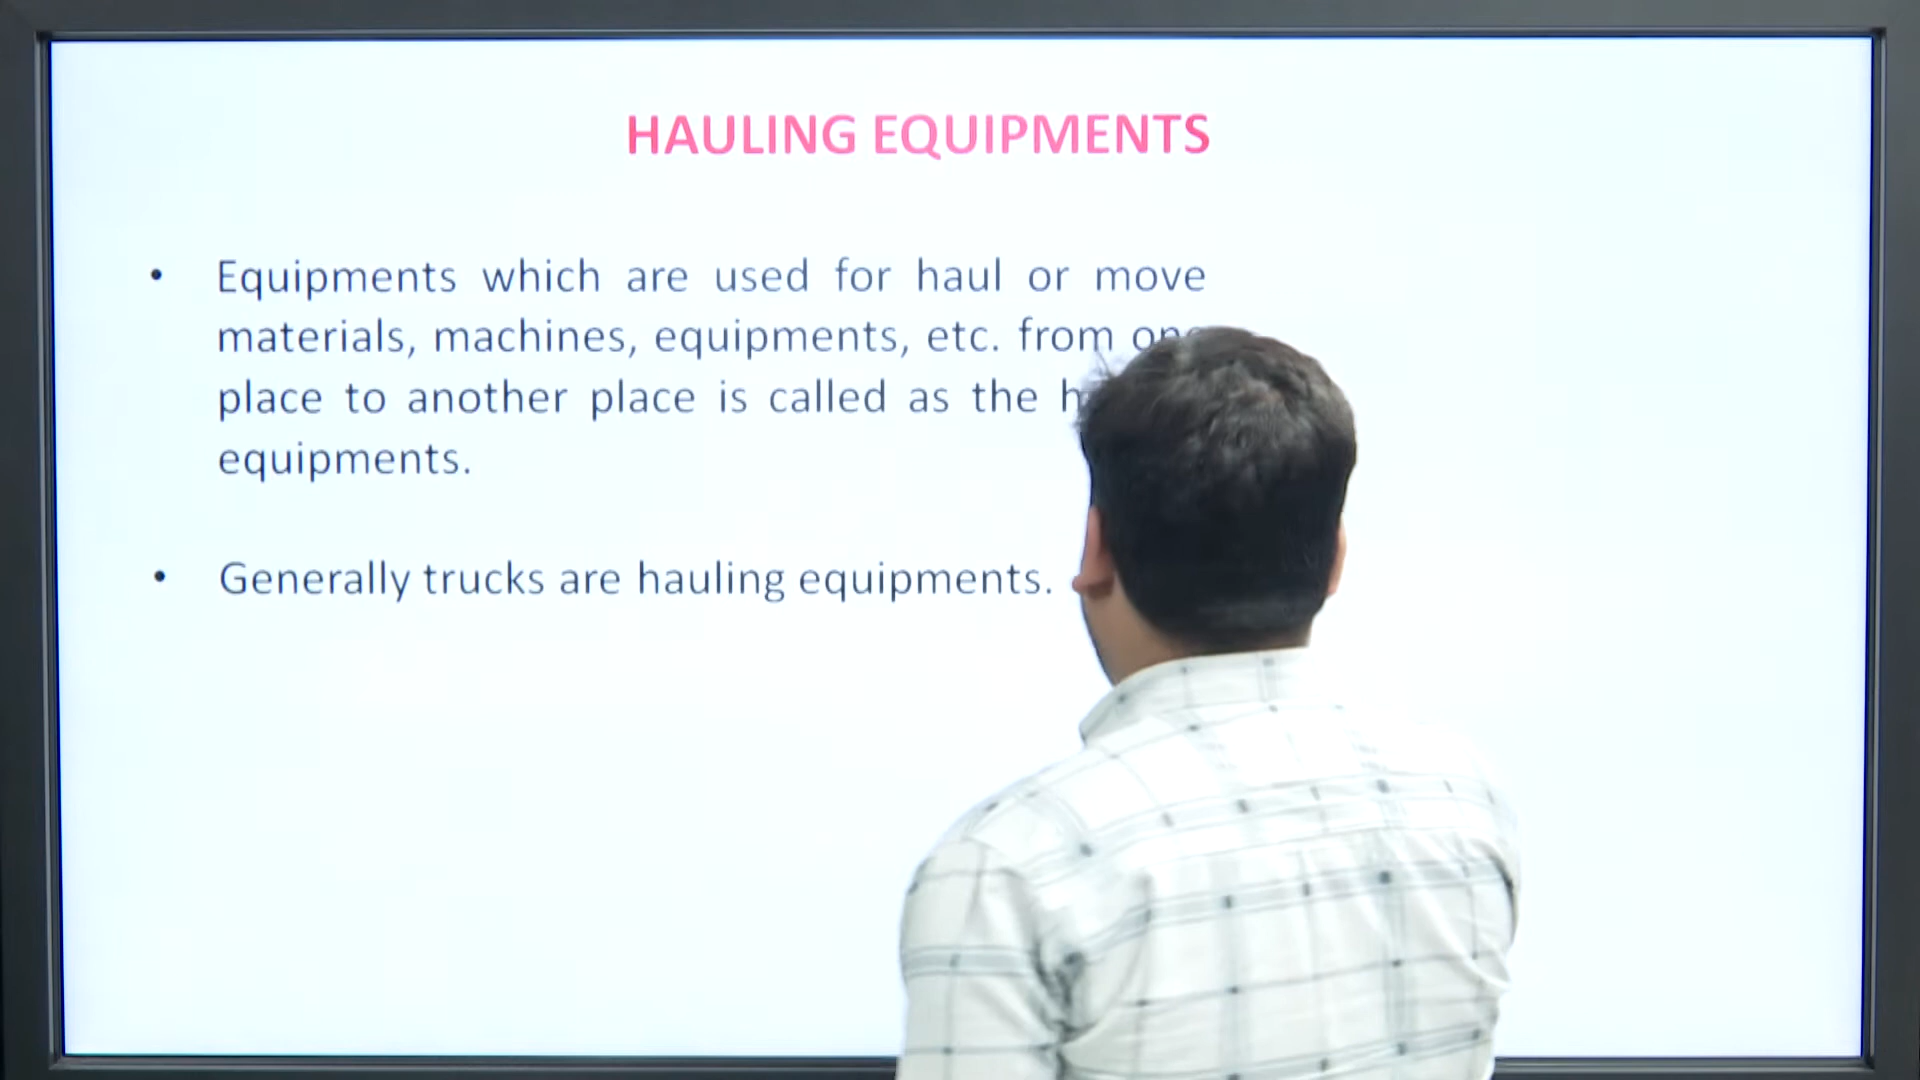 HAULING EQUIPMENTS
• Equipments which are used for haul or move
materials, machines, equipments, etc. from
place to another place is called as the
equipments.
• Generally trucks are hauling equipments.